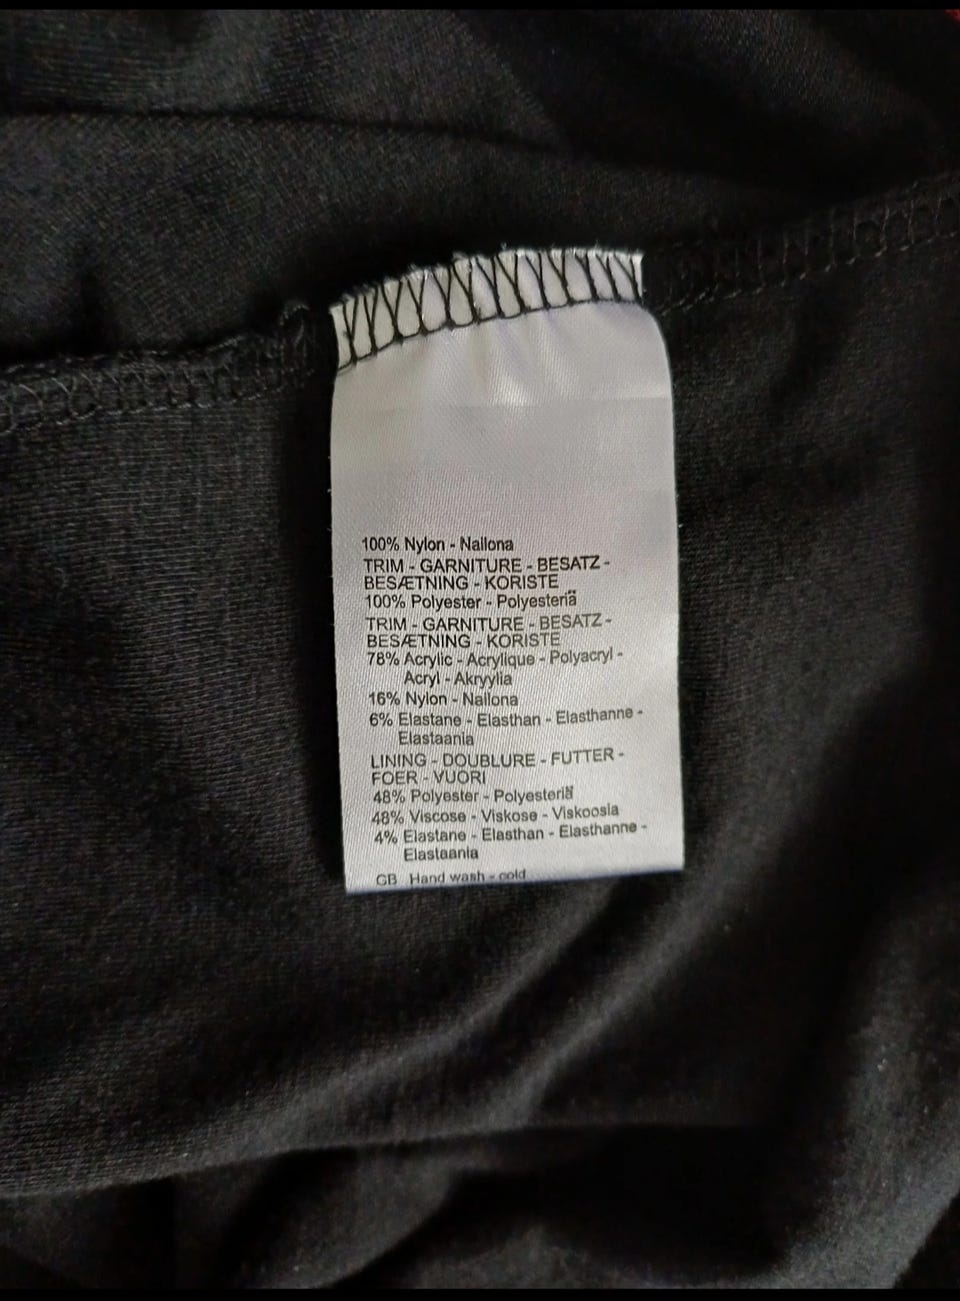 100% Nylon - Nailona
TRIM - GARNITURE - BESATZ -
BESÆTNING - KORISTE
100% Polyester - Polyesteriä
TRIM - GARNITURE - BESATZ -
BESÆTNING - KORISTE
78% Acrylic - Acrylique - Polyacryl -
Acryl - Akryylia
16% Nylon - Nailona
6% Elastane - Elasthan - Elasthanne -
Elastaania
LINING - DOUBLURE - FUTTER -
FOER - VUORI
48% Polyester - Polyesteriä
48% Viscose - Viskose - Viskoosia
4% Elastane - Elasthan - Elasthanne -
Elastaania
GB Hand wash - cold